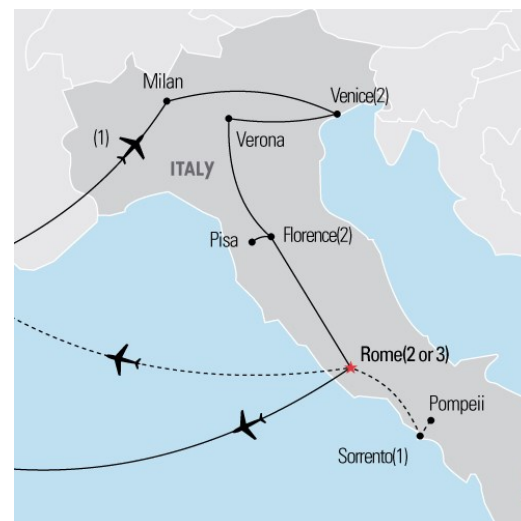 Milan
Venice(2)
(1)
Verona
ITALY
Pisa
Florence(2)
Rome(2 or 3)
Pompeii
Sorrento(1)